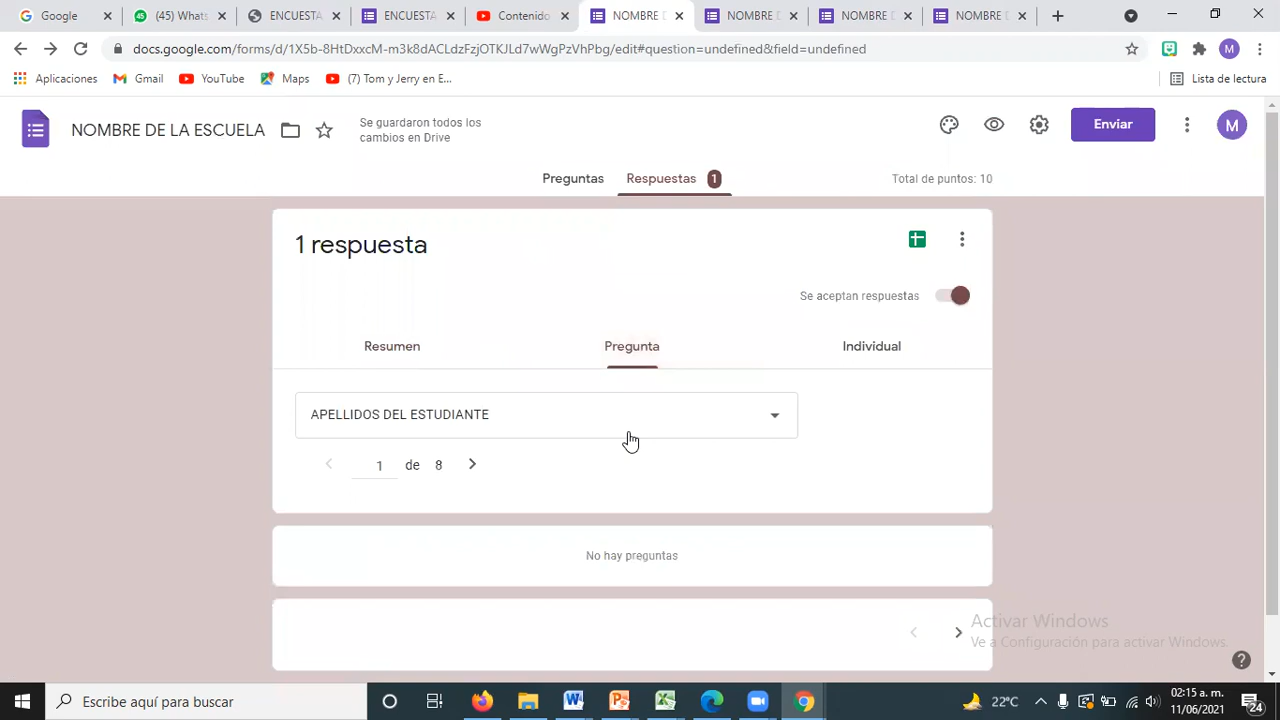 Google
(45) Whats
ENCUESTA
ENCUESTA
Contenido
NOMBRE D
NOMBRE D
NOMBRE D
NOMBRE D
docs.google.com/forms/d/1X5b-8HtDxxcM-m3k8dACLdzFzjOTKJLd7wWgPzVhPbg/edit#question=undefined&field=undefined
M
Aplicaciones
Gmail
YouTube
Maps
(7) Tom y Jerry en E...
Lista de lectura
NOMBRE DE LA ESCUELA
Se guardaron todos los
cambios en Drive
Enviar
M
Preguntas
Respuestas 1
Total de puntos: 10
1 respuesta
Se aceptan respuestas
Resumen
Pregunta
Individual
APELLIDOS DEL ESTUDIANTE
1 de 8
No hay preguntas
Activar Windows
Ve a Configuración para activar Windows.
Escribe aquí para buscar
22°C
02:15 a. m.
11/06/2021
24